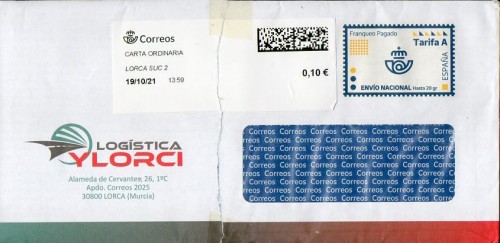 Correos
CARTA ORDINARIA
LORCA SUC 2
19/10/21 13:59
0,10 €
Franqueo Pagado
Tarifa A
ESPAÑA
ENVÍO NACIONAL Hasta 20 gr
LOGÍSTICA
YLORCI
Alameda de Cervantes, 26, 1ºC
Apdo. Correos 2025
30800 LORCA (Murcia)
Correos Correos Correos Correos Correos Correos